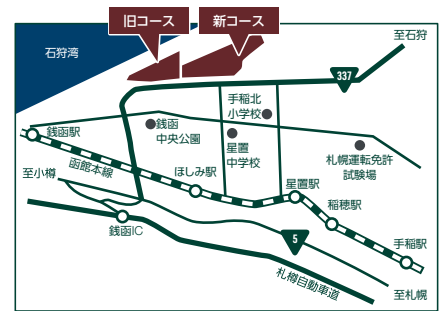 旧コース
新コース
石狩湾
至石狩
337
手稲北
小学校
銭函
中央公園
星置
中学校
銭函駅
函館本線
札幌運転免許
試験場
至小樽
ほしみ駅
星置駅
稲穂駅
銭函IC
5
手稲駅
札樽自動車道
至札幌